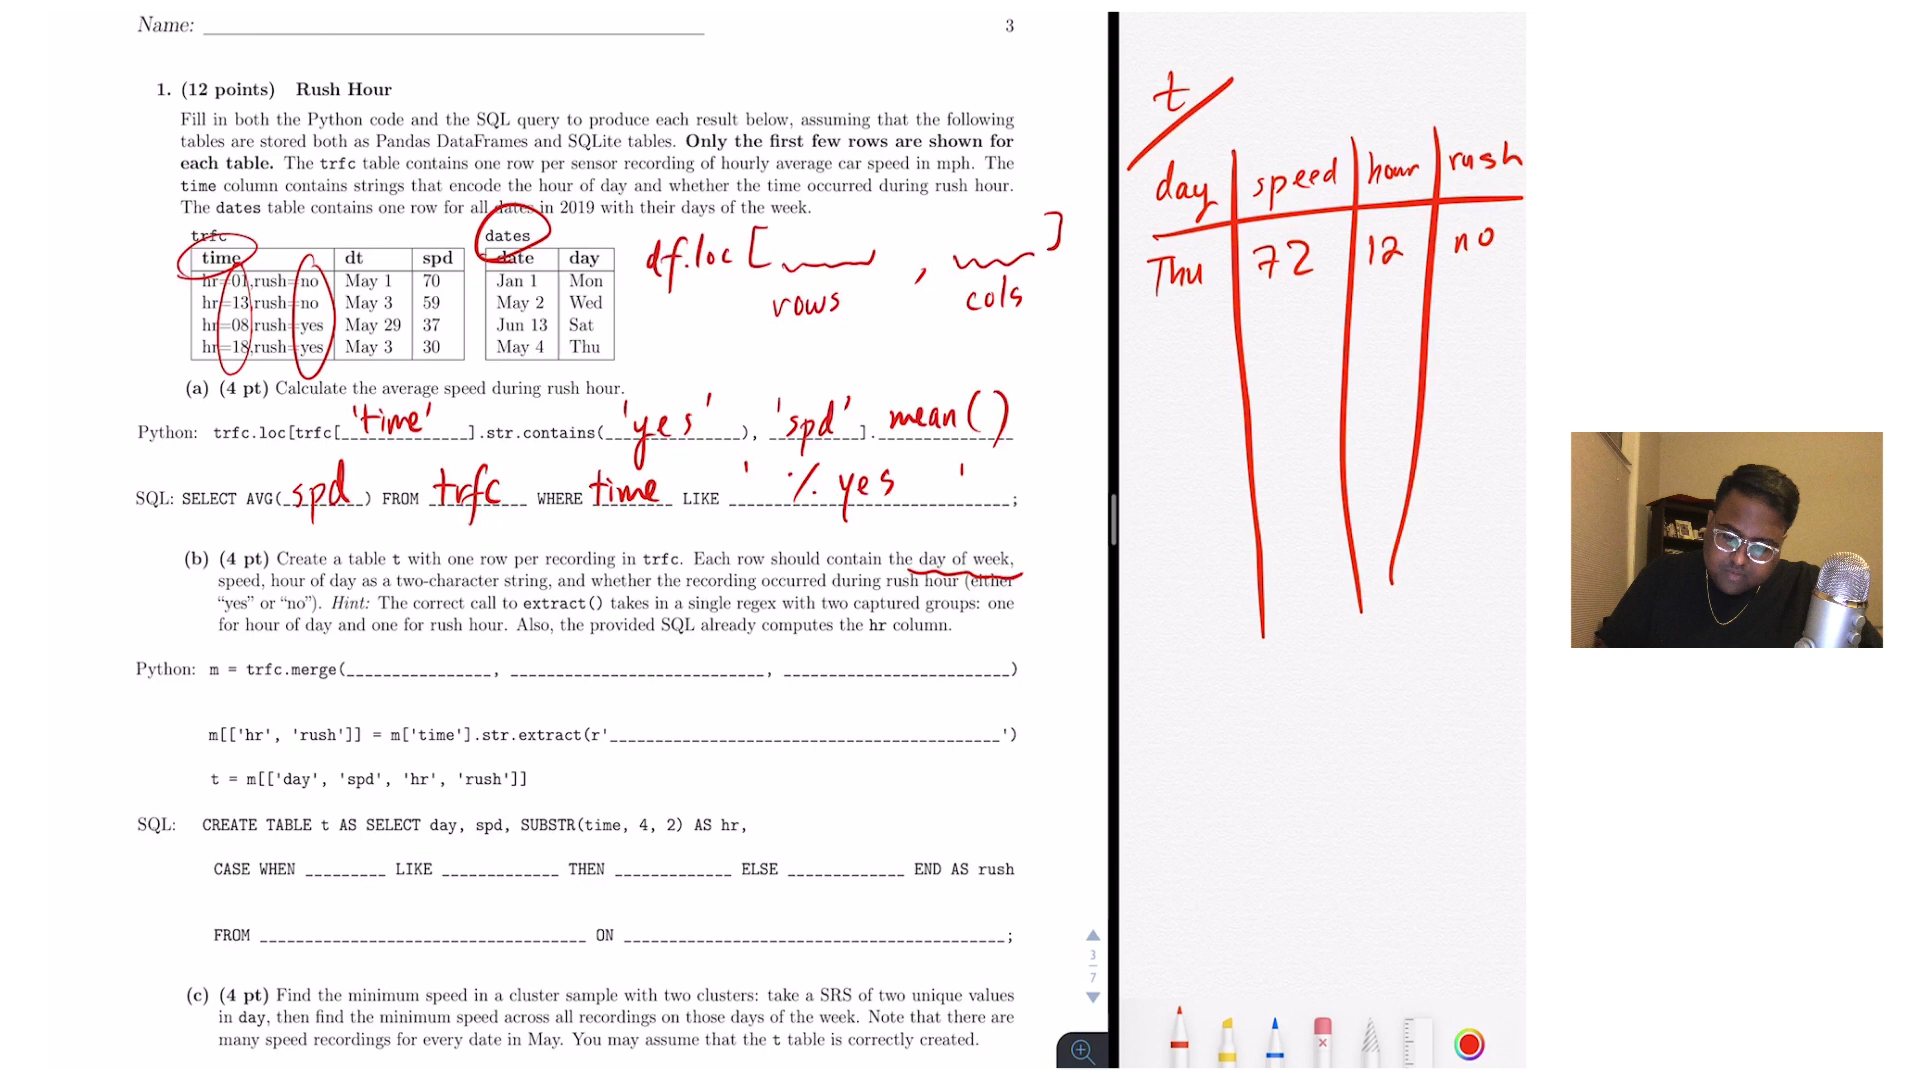 Name: ____ 3
1. (12 points) Rush Hour
Fill in both the Python code and the SQL query to produce each result below, assuming that the following
tables are stored both as Pandas DataFrames and SQLite tables. Only the first few rows are shown for
each table. The trfc table contains one row per sensor recording of hourly average car speed in mph. The
time column contains strings that encode the hour of day and whether the time occurred during rush hour.
The dates table contains one row for all dates in 2019 with their days of the week.
trfc
time dt spd
hr=01,rush=no May 1 70
hr=13,rush=no May 3 59
hr=08,rush=yes May 29 37
hr=18,rush=yes May 3 30
dates
date day
Jan 1 Mon
May 2 Wed
Jun 13 Sat
May 4 Thu
df.loc[____, ____]
rows cols
(a) (4 pt) Calculate the average speed during rush hour.
Python: trfc.loc[trfc['time'].str.contains('yes'), 'spd'].mean()
SQL: SELECT AVG(spd) FROM trfc WHERE time LIKE '%yes';
(b) (4 pt) Create a table t with one row per recording in trfc. Each row should contain the day of week,
speed, hour of day as a two-character string, and whether the recording occurred during rush hour (either
“yes” or “no”). Hint: The correct call to extract() takes in a single regex with two captured groups: one
for hour of day and one for rush hour. Also, the provided SQL already computes the hr column.
Python: m = trfc.merge(____, ____, ____)
m[['hr', 'rush']] = m['time'].str.extract(r'____')
t = m[['day', 'spd', 'hr', 'rush']]
SQL: CREATE TABLE t AS SELECT day, spd, SUBSTR(time, 4, 2) AS hr,
CASE WHEN ____ LIKE ____ THEN ____ ELSE ____ END AS rush
FROM ____ ON ____;
(c) (4 pt) Find the minimum speed in a cluster sample with two clusters: take a SRS of two unique values
in day, then find the minimum speed across all recordings on those days of the week. Note that there are
many speed recordings for every date in May. You may assume that the t table is correctly created.
3
7
t
day speed hour rush
Thu 72 12 no